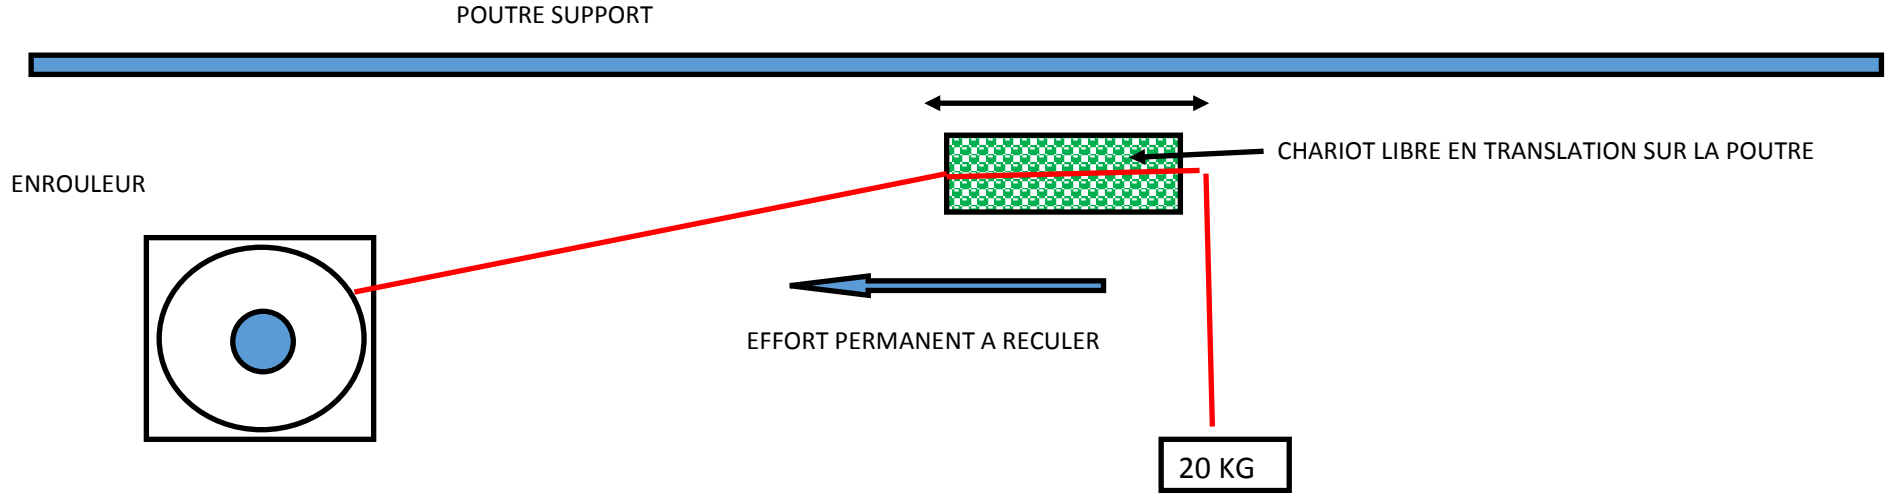 POUTRE SUPPORT
CHARIOT LIBRE EN TRANSLATION SUR LA POUTRE
ENROULEUR
EFFORT PERMANENT A RECULER
20 KG